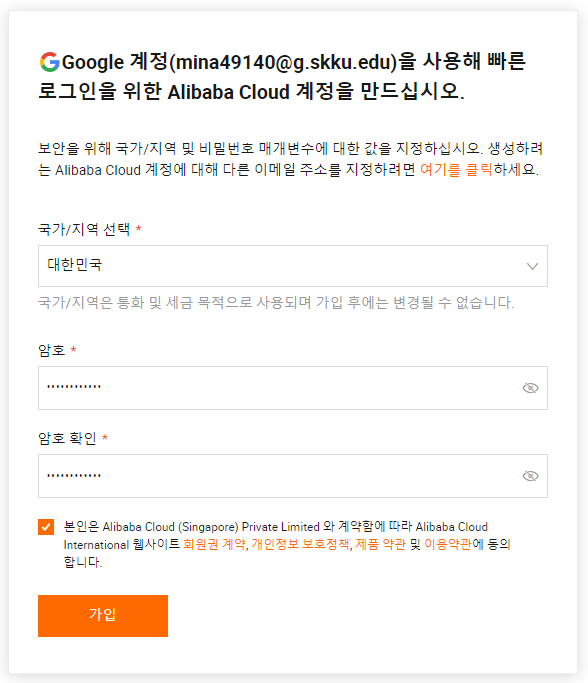 Google 계정(mina49140@g.skku.edu)을 사용해 빠른
로그인을 위한 Alibaba Cloud 계정을 만드십시오.
보안을 위해 국가/지역 및 비밀번호 매개변수에 대한 값을 지정하십시오. 생성하려
는 Alibaba Cloud 계정에 대해 다른 이메일 주소를 지정하려면 여기를 클릭하세요.
국가/지역 선택 *
대한민국
국가/지역은 통화 및 세금 목적으로 사용되며 가입 후에는 변경될 수 없습니다.
암호 *
••••••••••••
암호 확인 *
••••••••••••
본인은 Alibaba Cloud (Singapore) Private Limited 와 계약함에 따라 Alibaba Cloud
International 웹사이트 회원권 계약, 개인정보 보호정책, 제품 약관 및 이용약관에 동의
합니다.
가입